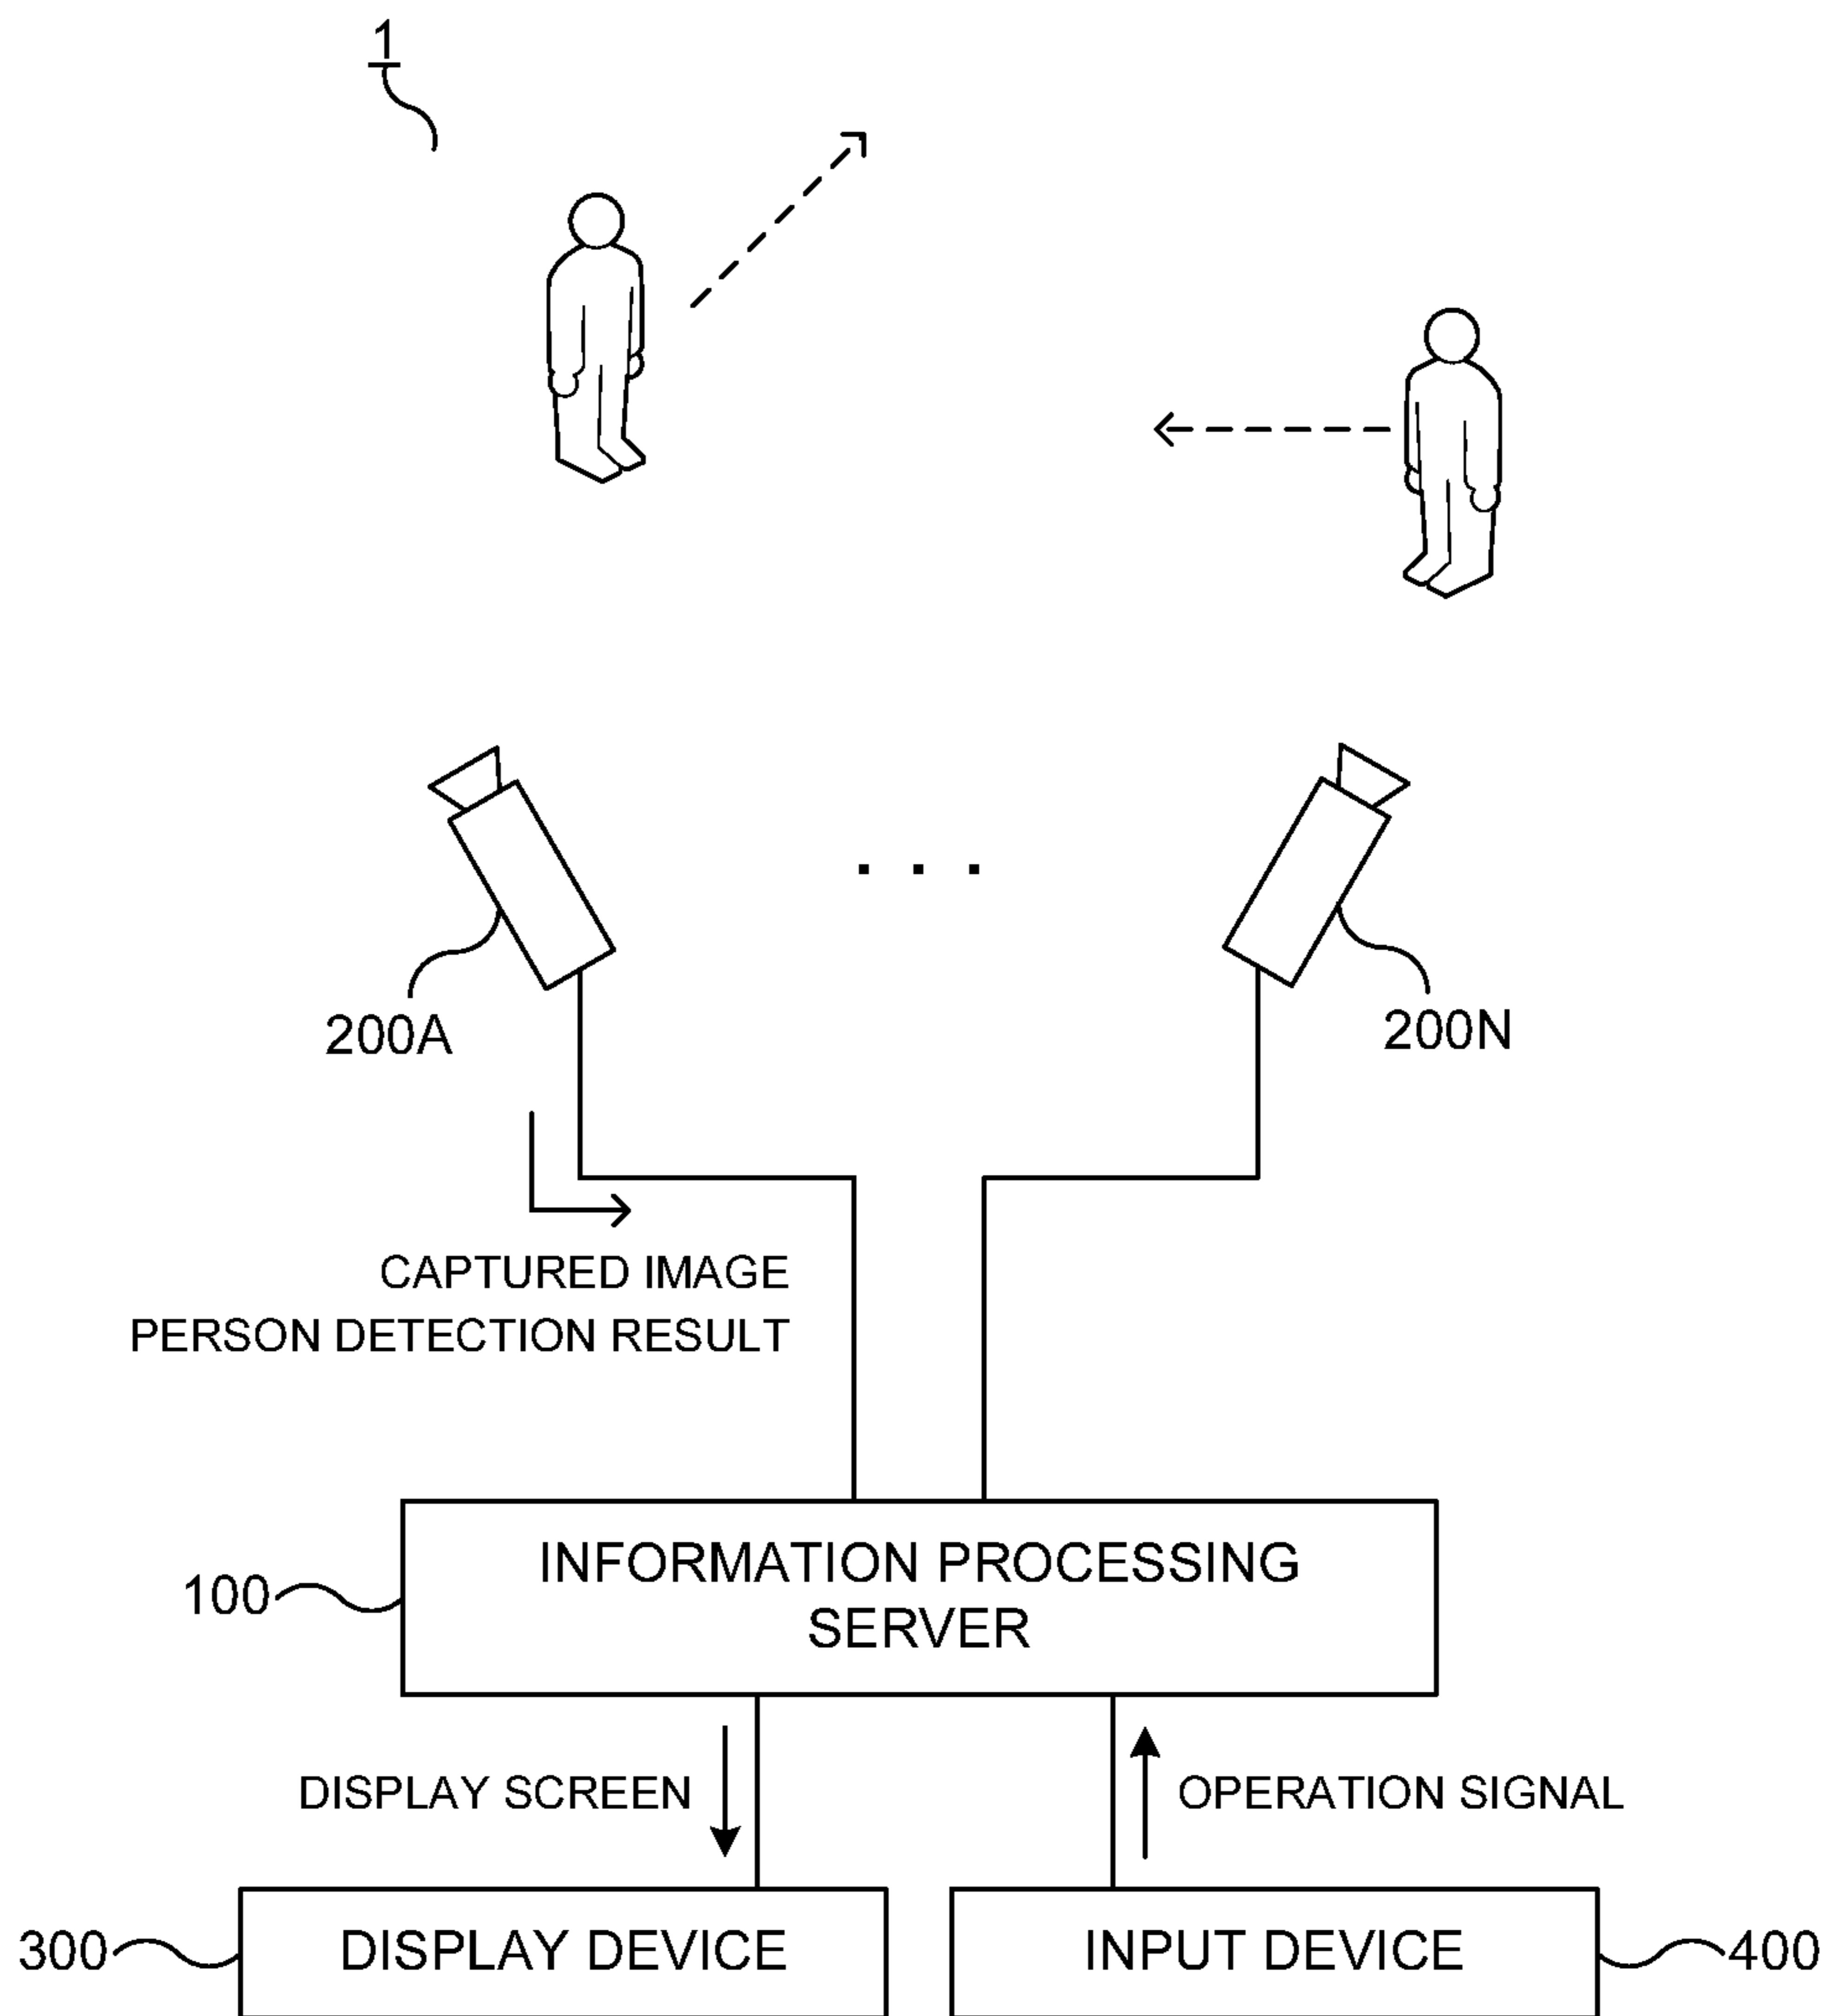 1
200A
200N
CAPTURED IMAGE
PERSON DETECTION RESULT
INFORMATION PROCESSING
SERVER
100
DISPLAY SCREEN
OPERATION SIGNAL
300
DISPLAY DEVICE
INPUT DEVICE
400